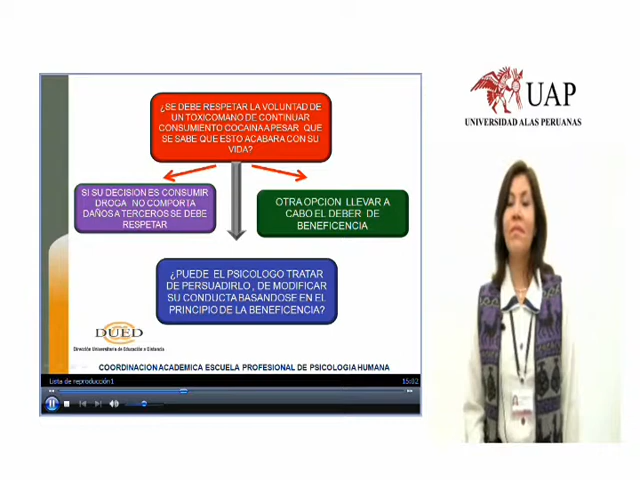 ¿SE DEBE RESPETAR LA VOLUNTAD DE
UN TOXICOMANO DE CONTINUAR
CONSUMIENTO COCAINA A PESAR QUE
SE SABE QUE ESTO ACABARA CON SU
VIDA?
SI SU DECISION ES CONSUMIR
DROGA NO COMPORTA
DAÑOS A TERCEROS SE DEBE
RESPETAR
OTRA OPCION LLEVAR A
CABO EL DEBER DE
BENEFICENCIA
¿PUEDE EL PSICOLOGO TRATAR
DE PERSUADIRLO , DE MODIFICAR
SU CONDUCTA BASANDOSE EN EL
PRINCIPIO DE LA BENEFICENCIA?
DUED
Dirección Universitaria de Educación a Distancia
COORDINACION ACADEMICA ESCUELA PROFESIONAL DE PSICOLOGIA HUMANA
Lista de reproducción1
15:02
UAP
UNIVERSIDAD ALAS PERUANAS